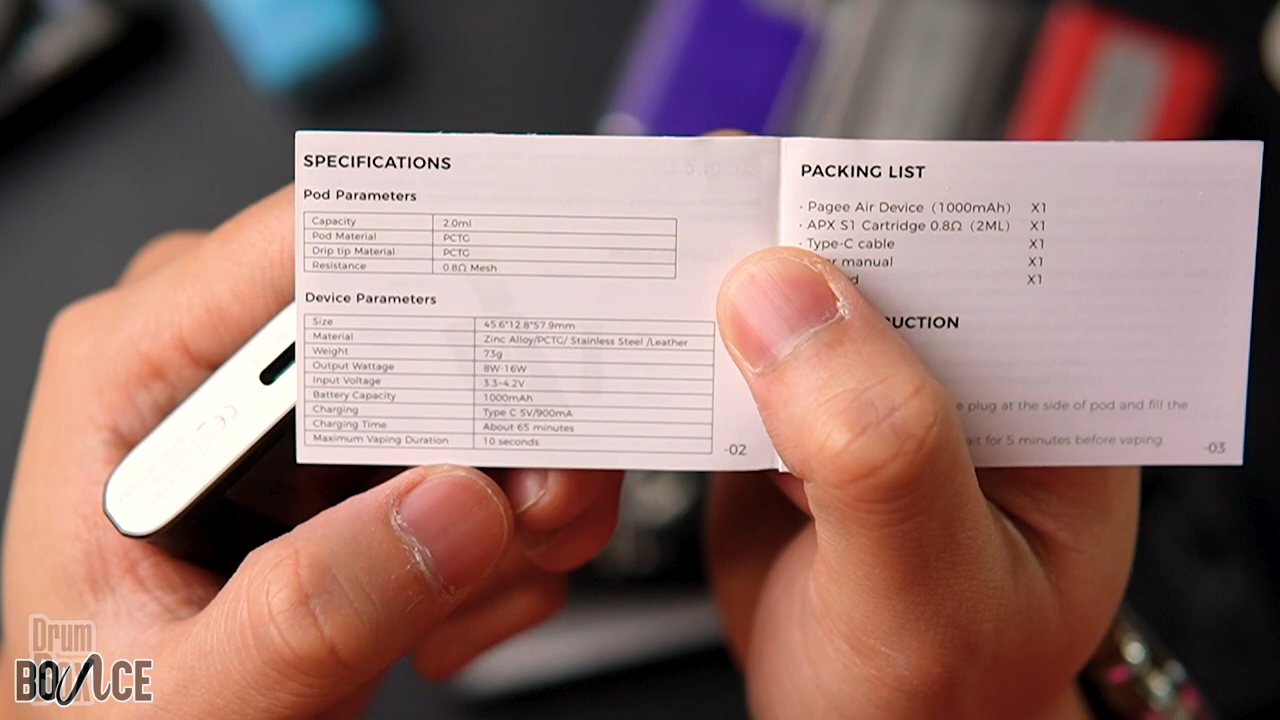 SPECIFICATIONS
Pod Parameters
Capacity 2.0ml
Pod Material PCTG
Drip tip Material PCTG
Resistance 0.8Ω Mesh
Device Parameters
Size 45.6*12.8*57.9mm
Material Zinc Alloy/PCTG/ Stainless Steel /Leather
Weight 73g
Output Wattage 8W-16W
Input Voltage 3.3-4.2V
Battery Capacity 1000mAh
Charging Type C 5V/900mA
Charging Time About 65 minutes
Maximum Vaping Duration 10 seconds
-02
PACKING LIST
· Pagee Air Device (1000mAh) X1
· APX S1 Cartridge 0.8Ω (2ML) X1
· Type-C cable X1
manual X1
X1
e plug at the side of pod and fill the
for 5 minutes before vaping
-03
Drum
BOUNCE